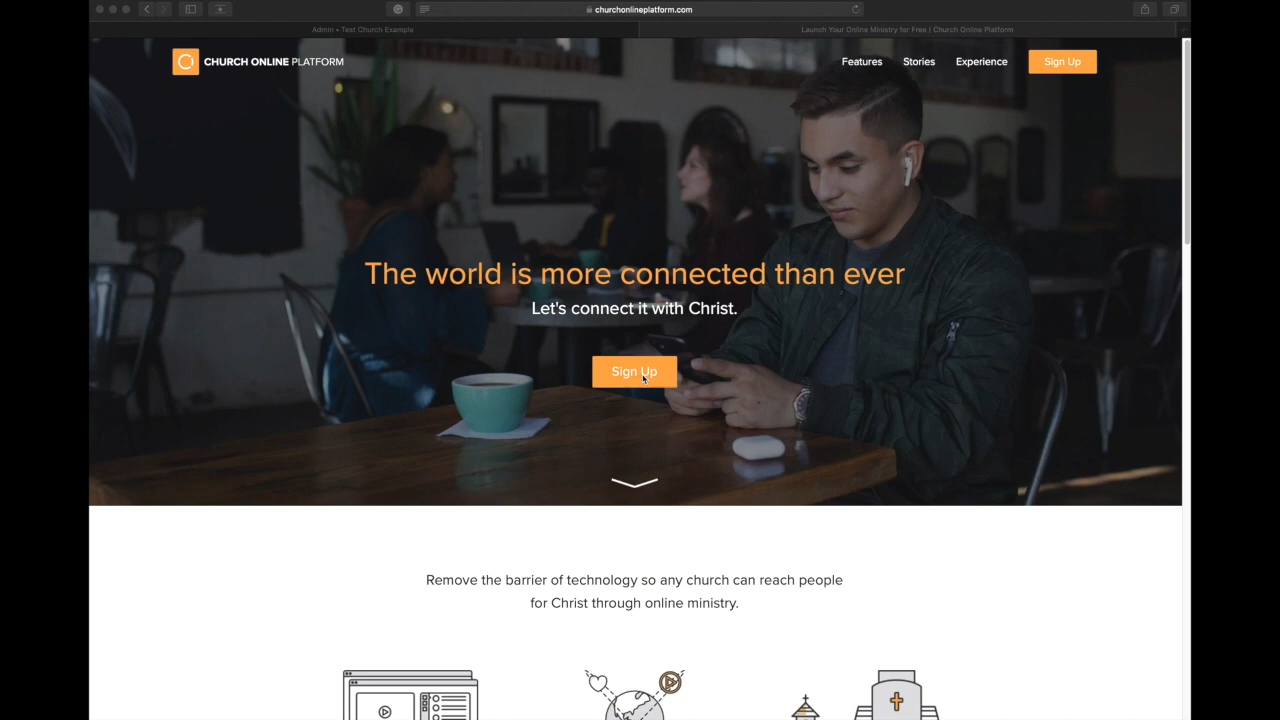 churchonlineplatform.com
Admin • Test Church Example
Launch Your Online Ministry for Free | Church Online Platform
CHURCH ONLINE PLATFORM
Features
Stories
Experience
Sign Up
The world is more connected than ever
Let's connect it with Christ.
Sign Up
Remove the barrier of technology so any church can reach people
for Christ through online ministry.